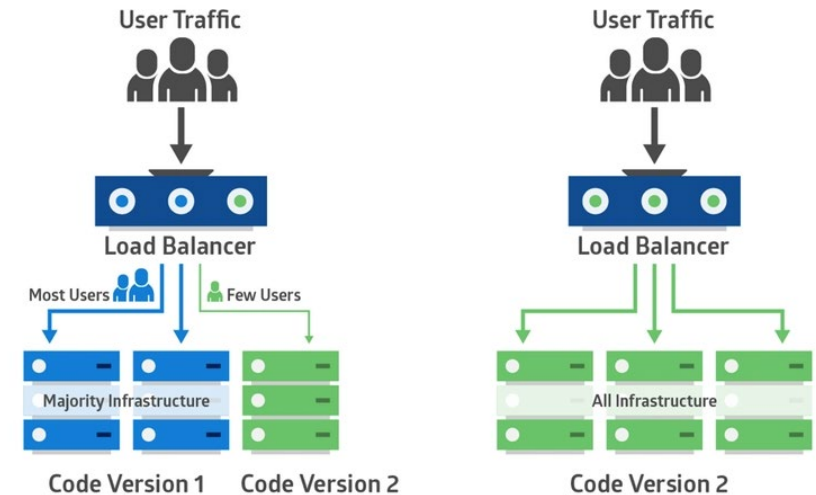 User Traffic
Load Balancer
Most Users
Few Users
Majority Infrastructure
Code Version 1
Code Version 2
User Traffic
Load Balancer
All Infrastructure
Code Version 2